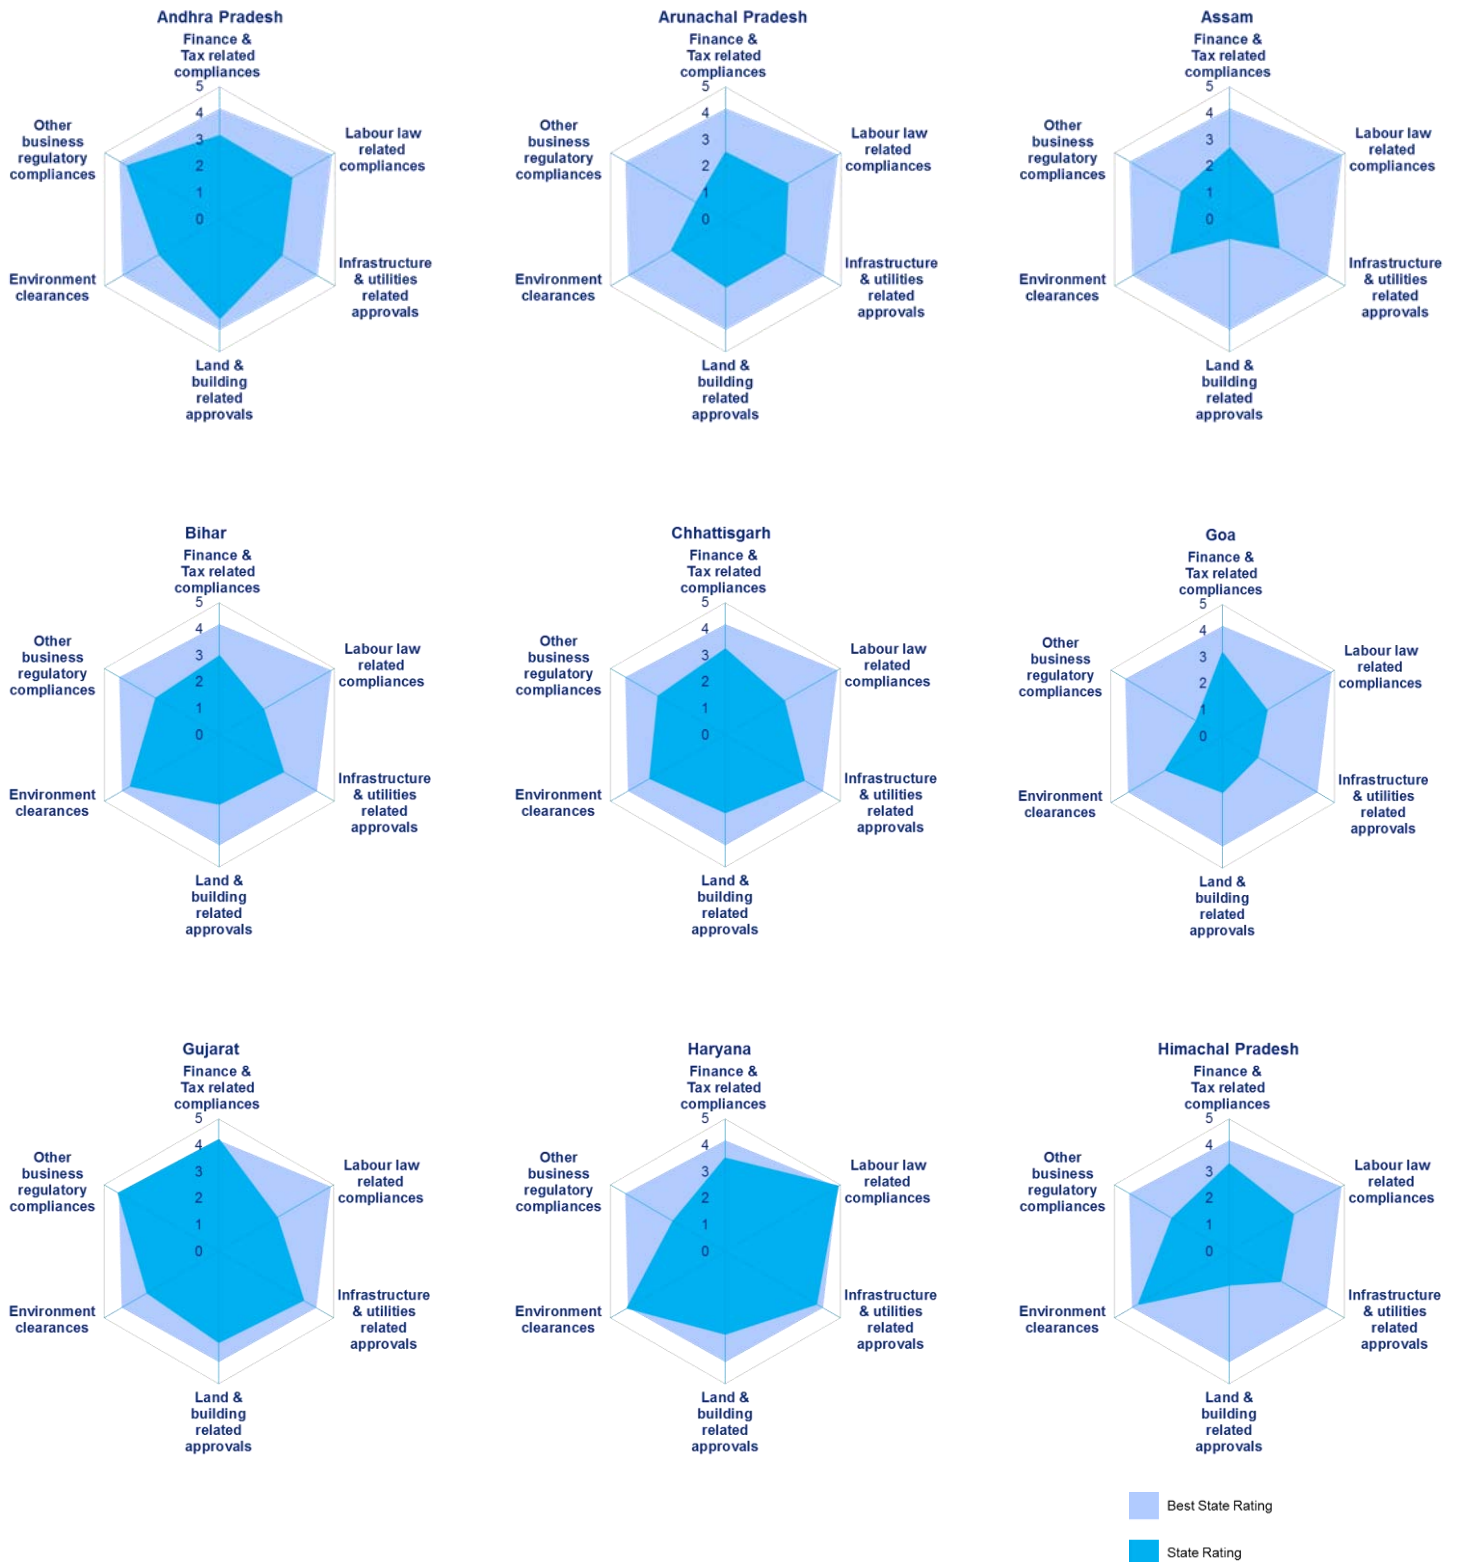 Andhra Pradesh
Finance &
Tax related
compliances
5
4
3
2
1
0
Other
business
regulatory
compliances
Labour law
related
compliances
Environment
clearances
Infrastructure
& utilities
related
approvals
Land &
building
related
approvals
Arunachal Pradesh
Finance &
Tax related
compliances
5
4
3
2
1
0
Other
business
regulatory
compliances
Labour law
related
compliances
Environment
clearances
Infrastructure
& utilities
related
approvals
Land &
building
related
approvals
Assam
Finance &
Tax related
compliances
5
4
3
2
1
0
Other
business
regulatory
compliances
Labour law
related
compliances
Environment
clearances
Infrastructure
& utilities
related
approvals
Land &
building
related
approvals
Bihar
Finance &
Tax related
compliances
5
4
3
2
1
0
Other
business
regulatory
compliances
Labour law
related
compliances
Environment
clearances
Infrastructure
& utilities
related
approvals
Land &
building
related
approvals
Chhattisgarh
Finance &
Tax related
compliances
5
4
3
2
1
0
Other
business
regulatory
compliances
Labour law
related
compliances
Environment
clearances
Infrastructure
& utilities
related
approvals
Land &
building
related
approvals
Goa
Finance &
Tax related
compliances
5
4
3
2
1
0
Other
business
regulatory
compliances
Labour law
related
compliances
Environment
clearances
Infrastructure
& utilities
related
approvals
Land &
building
related
approvals
Gujarat
Finance &
Tax related
compliances
5
4
3
2
1
0
Other
business
regulatory
compliances
Labour law
related
compliances
Environment
clearances
Infrastructure
& utilities
related
approvals
Land &
building
related
approvals
Haryana
Finance &
Tax related
compliances
5
4
3
2
1
0
Other
business
regulatory
compliances
Labour law
related
compliances
Environment
clearances
Infrastructure
& utilities
related
approvals
Land &
building
related
approvals
Himachal Pradesh
Finance &
Tax related
compliances
5
4
3
2
1
0
Other
business
regulatory
compliances
Labour law
related
compliances
Environment
clearances
Infrastructure
& utilities
related
approvals
Land &
building
related
approvals
Best State Rating
State Rating